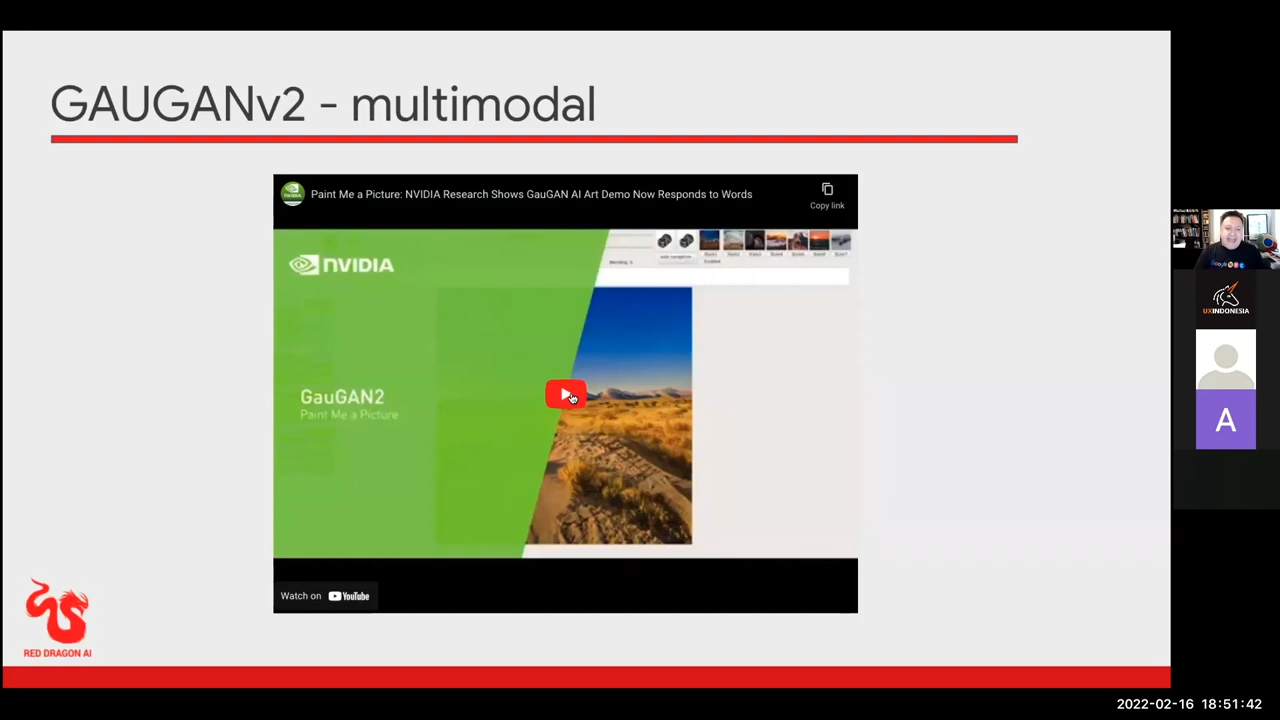 GAUGANv2 - multimodal
Paint Me a Picture: NVIDIA Research Shows GauGAN AI Art Demo Now Responds to Words
Copy link
NVIDIA
GauGAN2
Paint Me a Picture
Watch on YouTube
RED DRAGON AI
Google
UXINDONESIA
A
2022-02-16 18:51:42